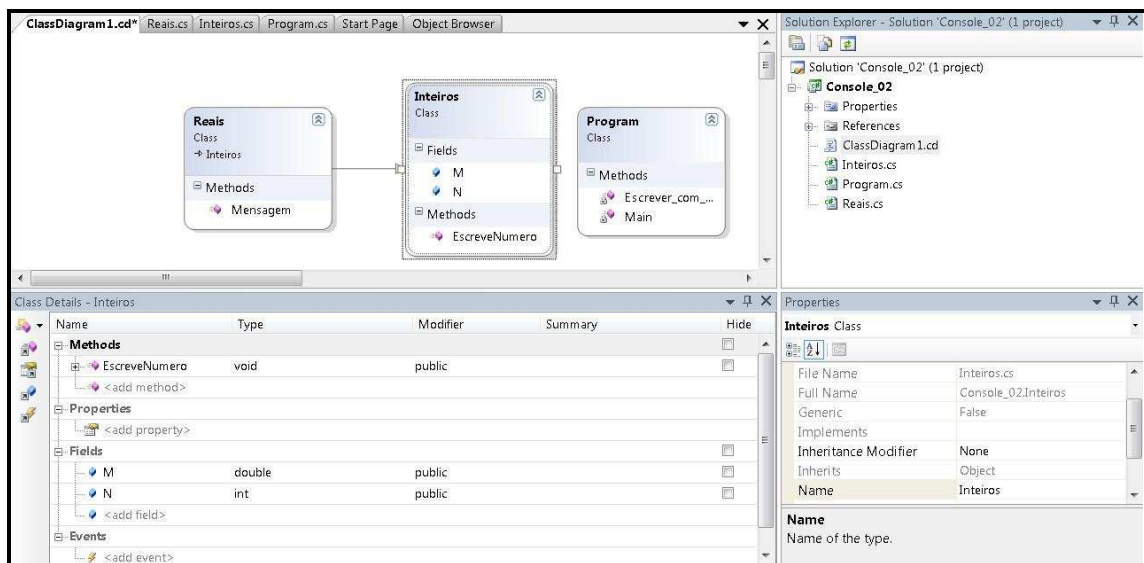 ClassDiagram1.cd* Reais.cs Inteiros.cs Program.cs Start Page Object Browser
Reais
Class
Inteiros
Methods
Mensagem
Inteiros
Class
Fields
M
N
Methods
EscreveNumero
Program
Class
Methods
Escrever_com_...
Main
Solution Explorer - Solution 'Console_02' (1 project)
Solution 'Console_02' (1 project)
Console_02
Properties
References
ClassDiagram1.cd
Inteiros.cs
Program.cs
Reais.cs
Class Details - Inteiros
Name Type Modifier Summary Hide
Methods
EscreveNumero void public
<add method>
Properties
<add property>
Fields
M double public
N int public
<add field>
Events
<add event>
Properties
Inteiros Class
File Name Inteiros.cs
Full Name Console_02.Inteiros
Generic False
Implements
Inheritance Modifier None
Inherits Object
Name Inteiros
Name
Name of the type.